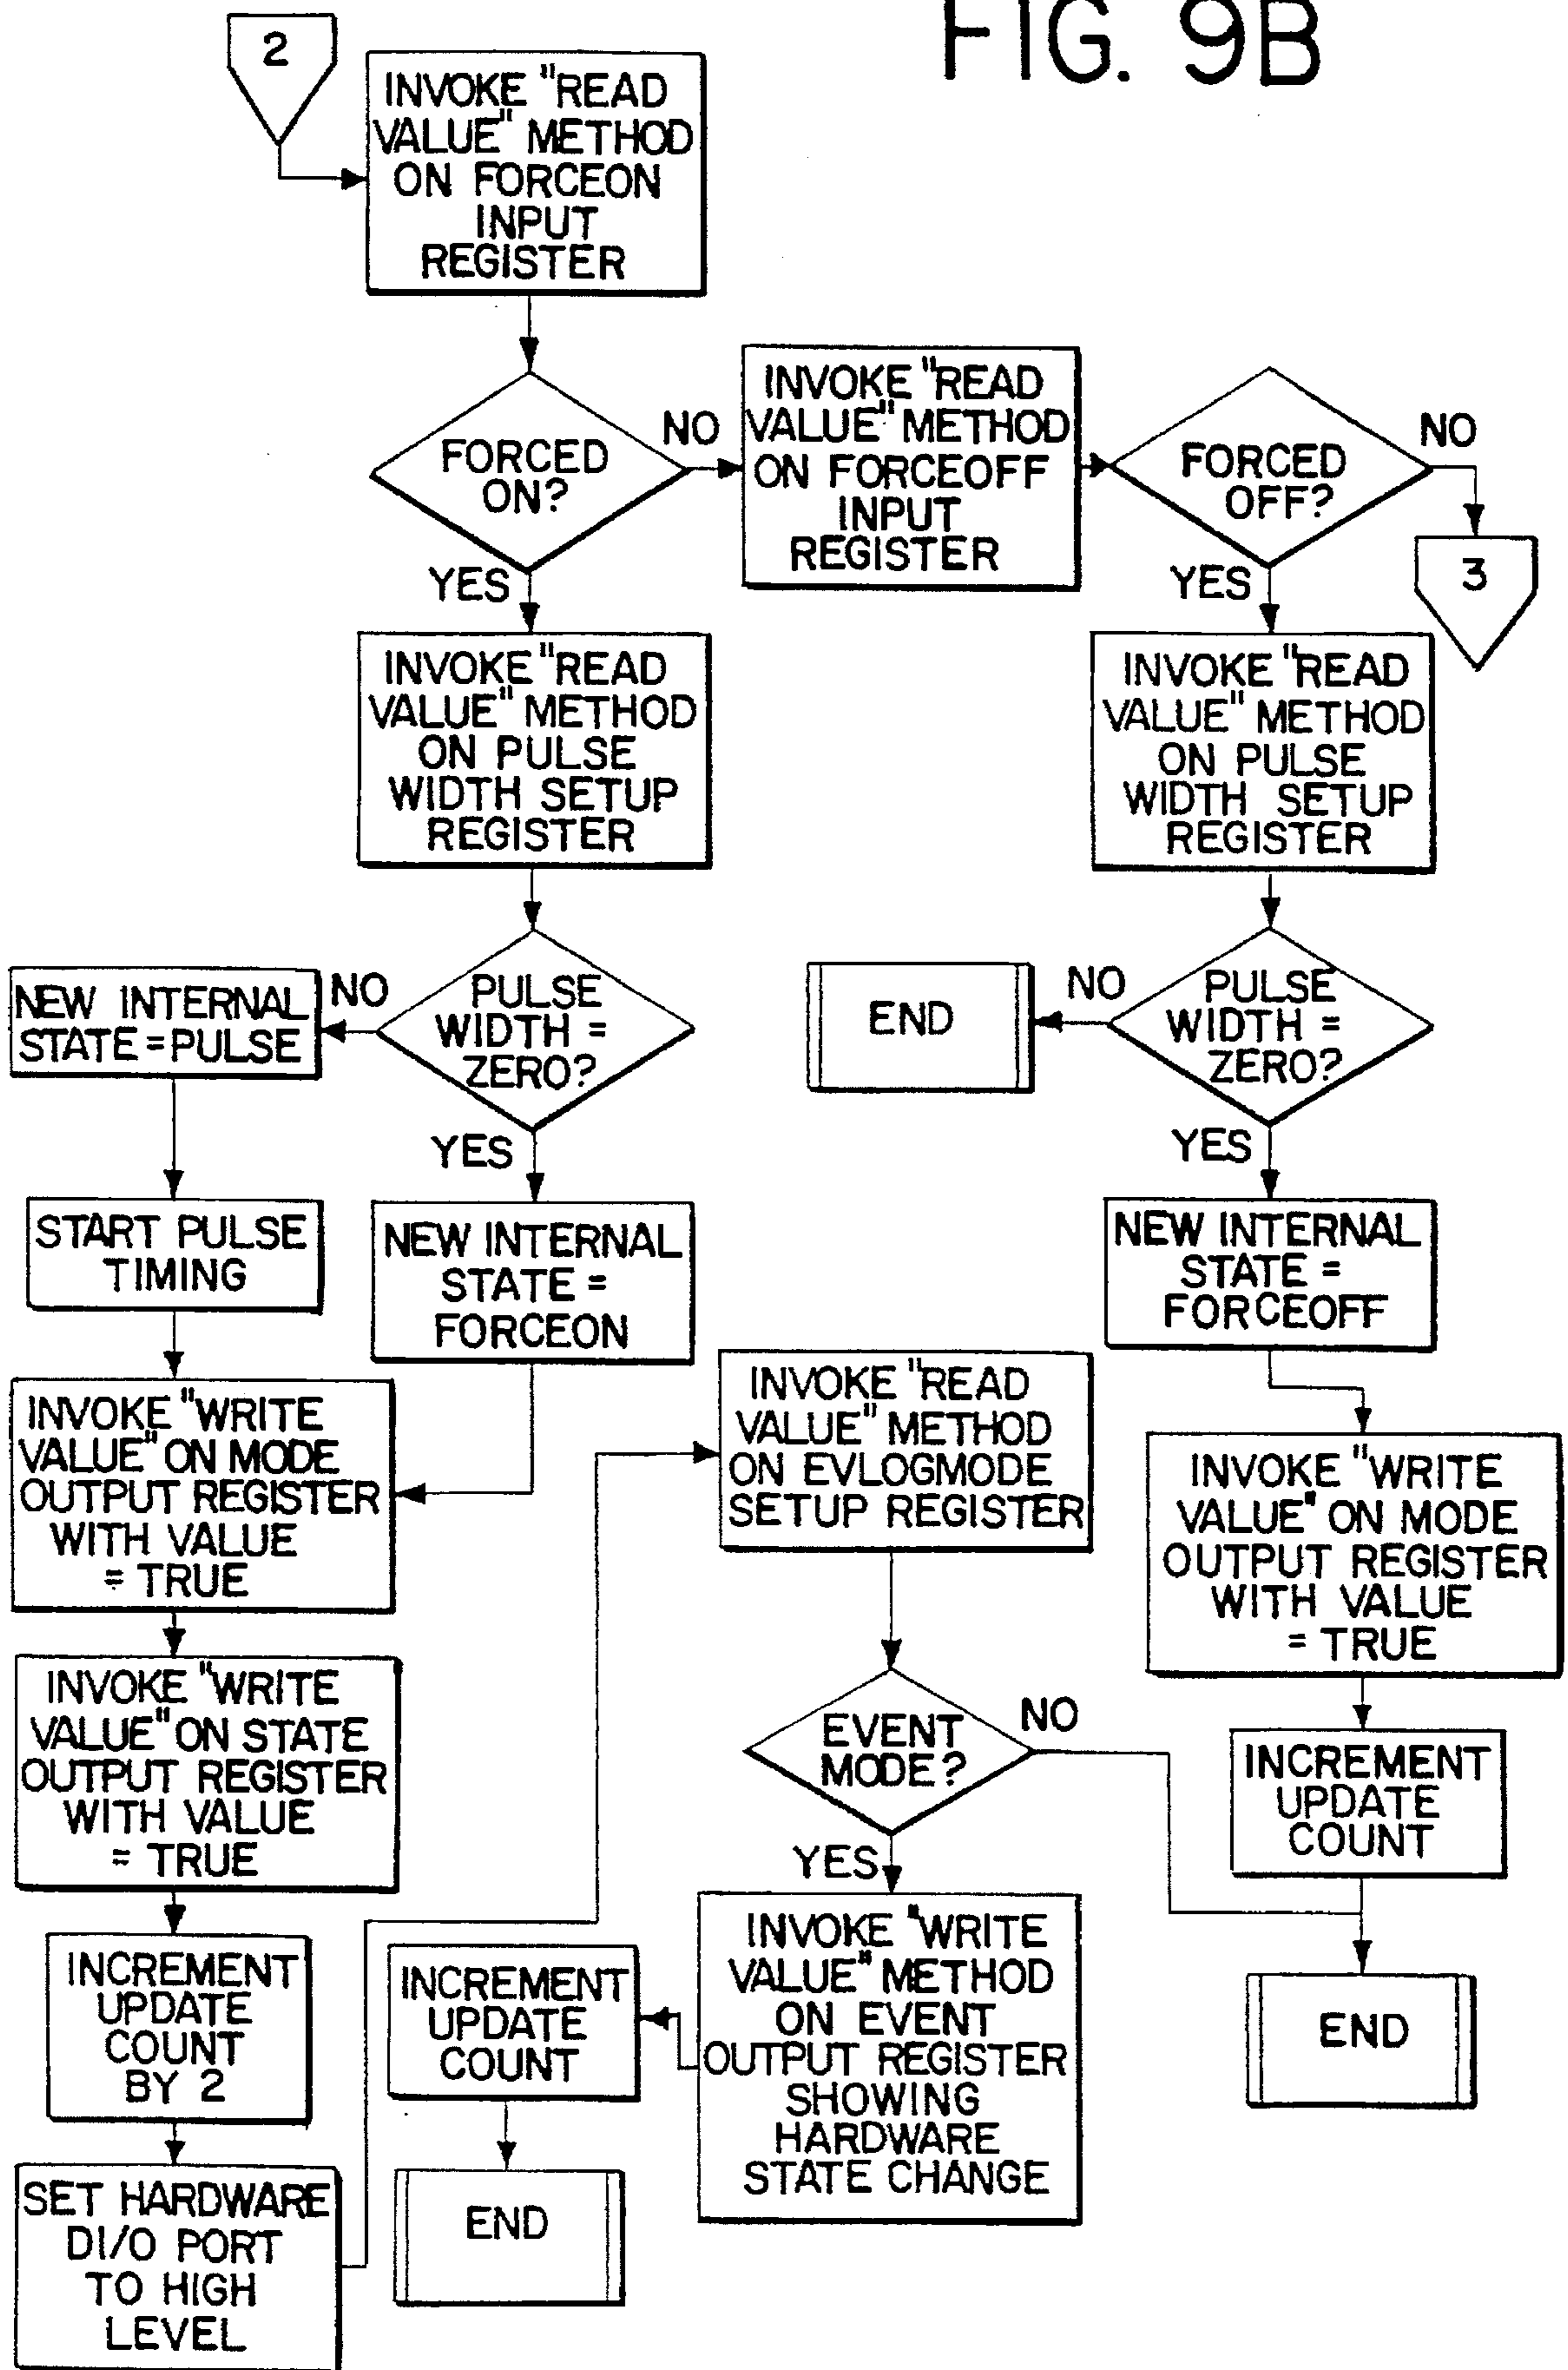 FIG. 9B
2
INVOKE "READ
VALUE" METHOD
ON FORCEON
INPUT
REGISTER
FORCED
ON?
NO
YES
INVOKE "READ
VALUE" METHOD
ON FORCEOFF
INPUT
REGISTER
FORCED
OFF?
NO
YES
3
INVOKE "READ
VALUE" METHOD
ON PULSE
WIDTH SETUP
REGISTER
INVOKE "READ
VALUE" METHOD
ON PULSE
WIDTH SETUP
REGISTER
NEW INTERNAL
STATE = PULSE
NO
PULSE
WIDTH =
ZERO?
YES
END
NO
PULSE
WIDTH =
ZERO?
YES
START PULSE
TIMING
NEW INTERNAL
STATE =
FORCEON
NEW INTERNAL
STATE =
FORCEOFF
INVOKE "WRITE
VALUE" ON MODE
OUTPUT REGISTER
WITH VALUE
= TRUE
INVOKE "READ
VALUE" METHOD
ON EVLOGMODE
SETUP REGISTER
INVOKE "WRITE
VALUE" ON MODE
OUTPUT REGISTER
WITH VALUE
= TRUE
INVOKE "WRITE
VALUE" ON STATE
OUTPUT REGISTER
WITH VALUE
= TRUE
EVENT
MODE?
NO
YES
INCREMENT
UPDATE
COUNT
INCREMENT
UPDATE
COUNT
BY 2
INCREMENT
UPDATE
COUNT
INVOKE "WRITE
VALUE" METHOD
ON EVENT
OUTPUT REGISTER
SHOWING
HARDWARE
STATE CHANGE
END
SET HARDWARE
DI/O PORT
TO HIGH
LEVEL
END